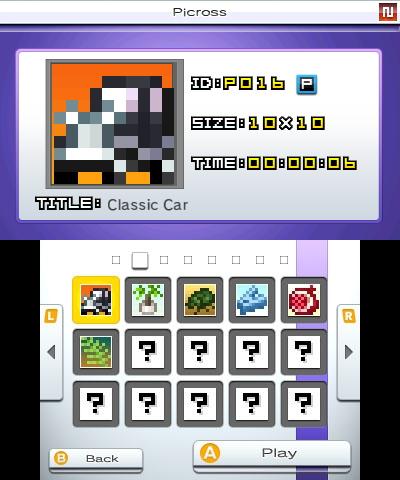 Picross
ID:P016 P
SIZE:10X10
TIME:00:00:06
TITLE: Classic Car
L
R
? ? ? ?
? ? ? ? ?
B Back
A Play